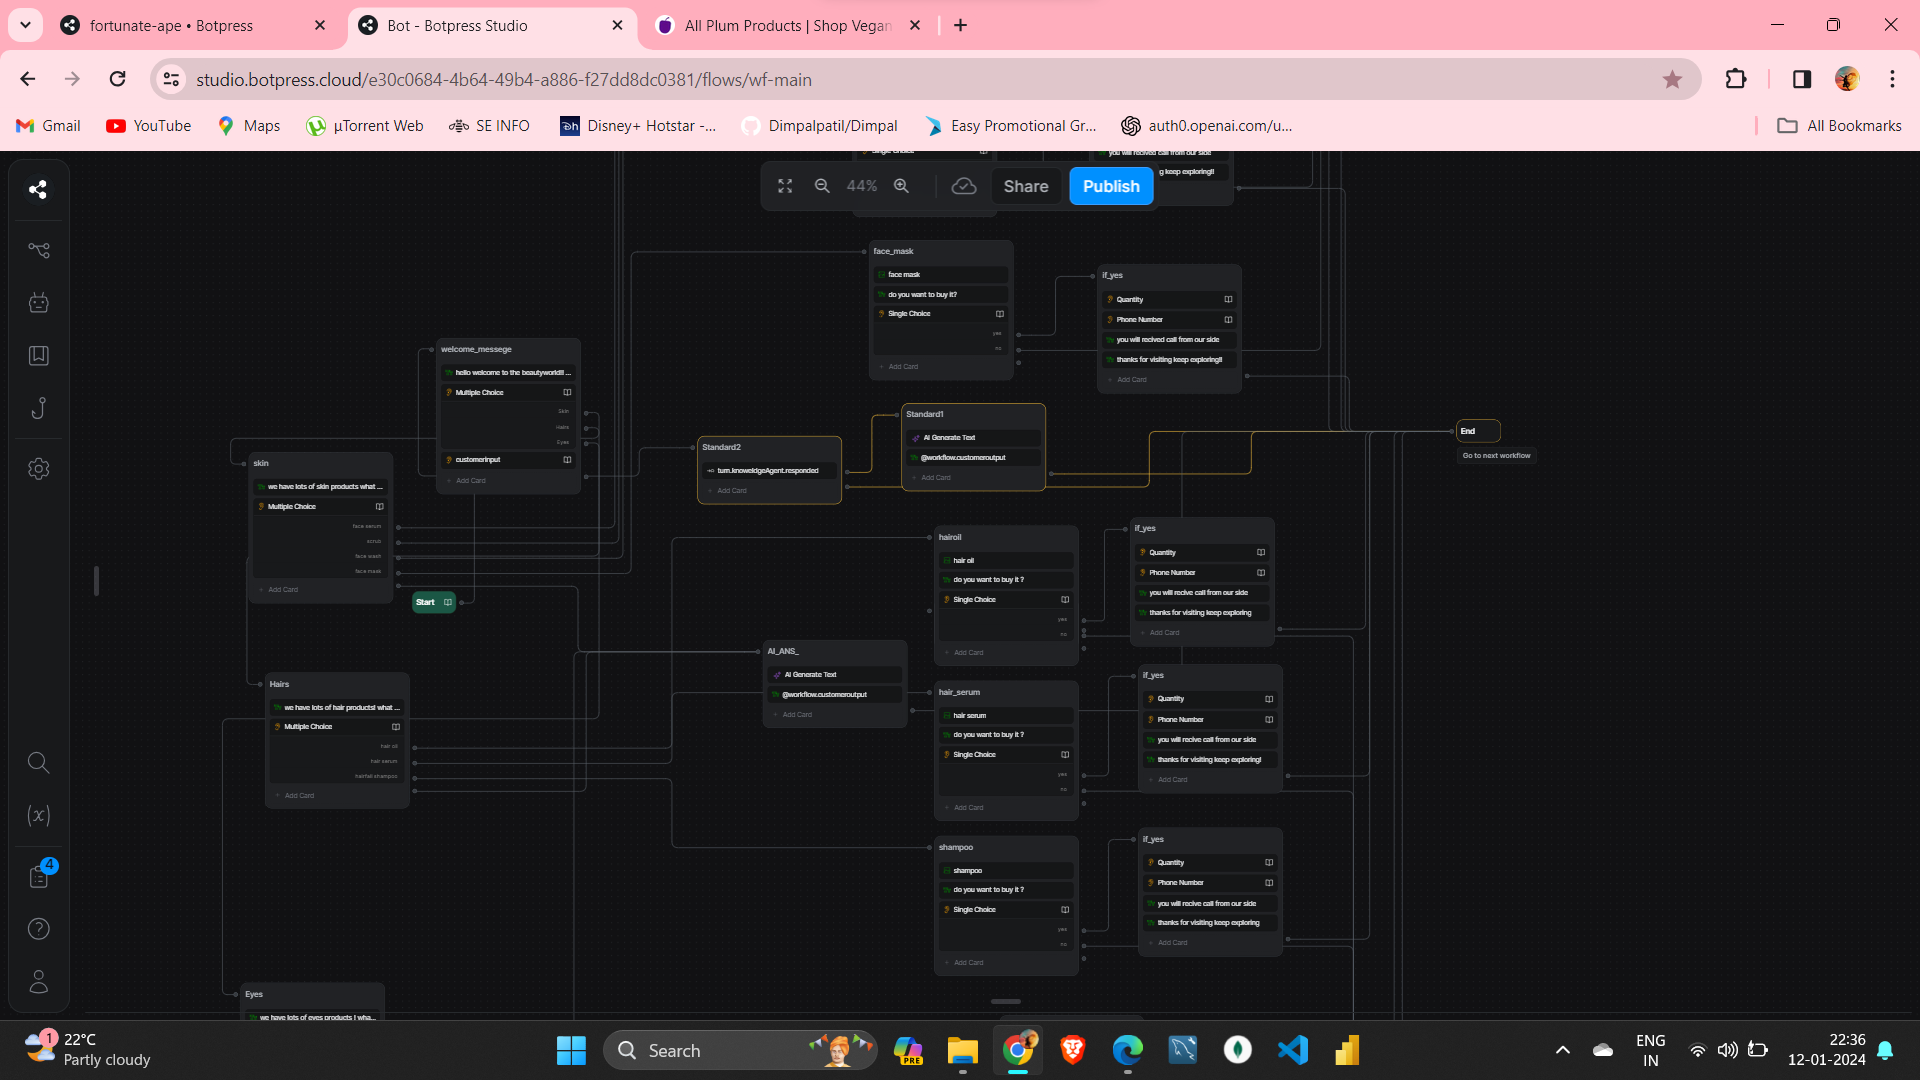 fortunate-ape • Botpress
Bot - Botpress Studio
All Plum Products | Shop Vegan
studio.botpress.cloud/e30c0684-4b64-49b4-a886-f27dd8dc0381/flows/wf-main
Gmail
YouTube
Maps
µTorrent Web
SE INFO
Disney+ Hotstar -...
Dimpalpatil/Dimpal
Easy Promotional Gr...
auth0.openai.com/u...
All Bookmarks
Single Choice
you will recived call from our side
g keep exploring!!
44%
Share
Publish
face_mask
face mask
do you want to buy it?
Single Choice
yes
no
Add Card
if_yes
Quantity
Phone Number
you will recived call from our side
thanks for visiting keep exploring!!
Add Card
welcome_messege
hello welcome to the beautyworld!! ...
Multiple Choice
Skin
Hairs
Eyes
customerinput
Add Card
Standard2
turn.knoweldgeAgent.responded
Add Card
Standard1
AI Generate Text
@workflow.customeroutput
Add Card
End
Go to next workflow
skin
we have lots of skin products what ...
Multiple Choice
face serum
scrub
face wash
face mask
Add Card
Start
hairoil
hair oil
do you want to buy it ?
Single Choice
yes
no
Add Card
if_yes
Quantity
Phone Number
you will recive call from our side
thanks for visiting keep exploring
Add Card
AI_ANS_
AI Generate Text
@workflow.customeroutput
Add Card
Hairs
we have lots of hair products! what ...
Multiple Choice
hair oil
hair serum
hairfall shampoo
Add Card
hair_serum
hair serum
do you want to buy it ?
Single Choice
yes
no
Add Card
if_yes
Quantity
Phone Number
you will recive call from our side
thanks for visiting keep exploring!
Add Card
shampoo
shampoo
do you want to buy it ?
Single Choice
yes
no
Add Card
if_yes
Quantity
Phone Number
you will recive call from our side
thanks for visiting keep exploring
Add Card
Eyes
we have lots of eyes products ! wha...
(x)
4
1
22°C
Partly cloudy
Search
PRE
ENG
IN
22:36
12-01-2024